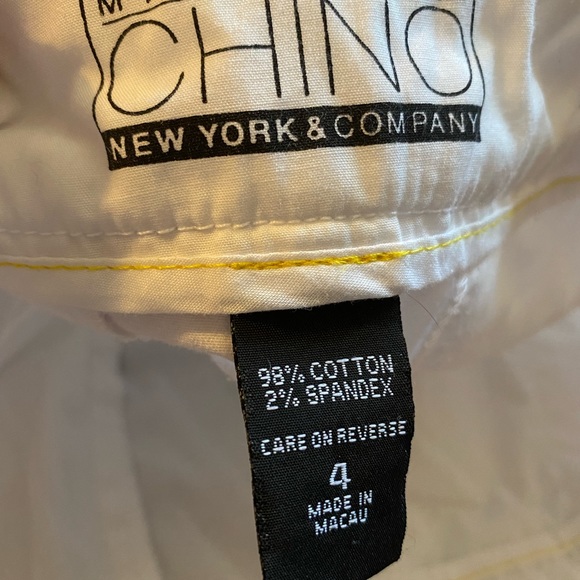 CHINO
NEW YORK & COMPANY
98% COTTON
2% SPANDEX
CARE ON REVERSE
4
MADE IN
MACAU